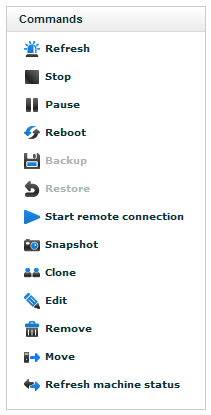 Commands
Refresh
Stop
Pause
Reboot
Backup
Restore
Start remote connection
Snapshot
Clone
Edit
Remove
Move
Refresh machine status